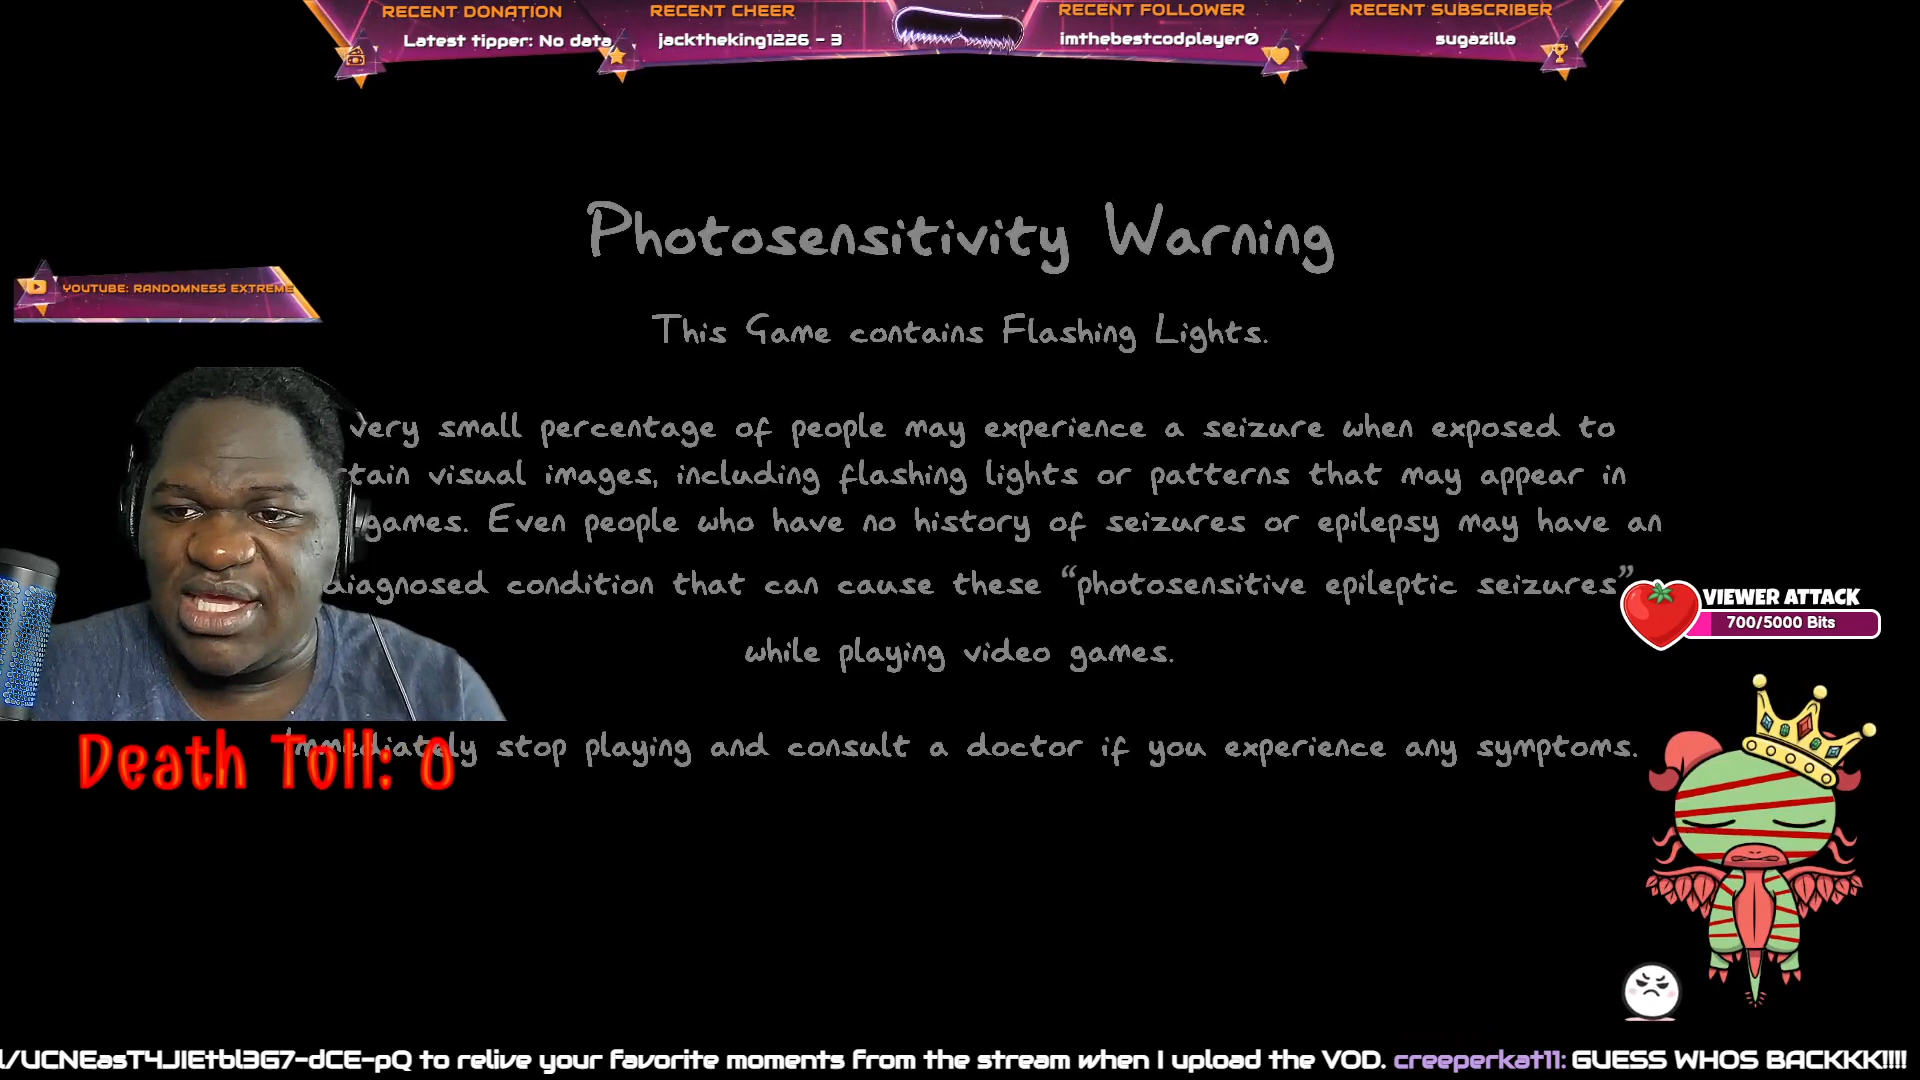 RECENT DONATION
Latest tipper: No data
RECENT CHEER
jacktheking1226 - 3
RECENT FOLLOWER
imthebestcodplayer0
RECENT SUBSCRIBER
sugazilla
Photosensitivity Warning
YOUTUBE: RANDOMNESS EXTREME
This Game contains Flashing Lights.
very small percentage of people may experience a seizure when exposed to
tain visual images, including flashing lights or patterns that may appear in
games. Even people who have no history of seizures or epilepsy may have an
diagnosed condition that can cause these “photosensitive epileptic seizures”
while playing video games.
VIEWER ATTACK
700/5000 Bits
Immediately stop playing and consult a doctor if you experience any symptoms.
Death Toll: 0
l/UCNEasT4JIEtbl3G7-dCE-pQ to relive your favorite moments from the stream when I upload the VOD. creeperkat11: GUESS WHOS BACKKK!!!!